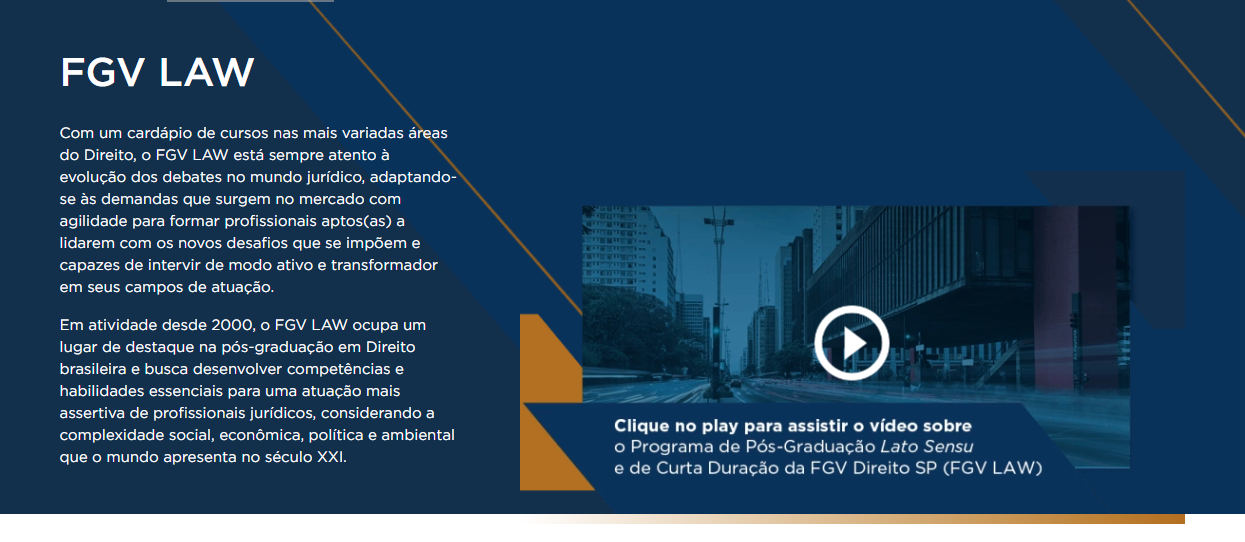 FGV LAW
Com um cardápio de cursos nas mais variadas áreas
do Direito, o FGV LAW está sempre atento à
evolução dos debates no mundo jurídico, adaptando-
se às demandas que surgem no mercado com
agilidade para formar profissionais aptos(as) a
lidarem com os novos desafios que se impõem e
capazes de intervir de modo ativo e transformador
em seus campos de atuação.
Em atividade desde 2000, o FGV LAW ocupa um
lugar de destaque na pós-graduação em Direito
brasileira e busca desenvolver competências e
habilidades essenciais para uma atuação mais
assertiva de profissionais jurídicos, considerando a
complexidade social, econômica, política e ambiental
que o mundo apresenta no século XXI.
Clique no play para assistir o vídeo sobre
o Programa de Pós-Graduação Lato Sensu
e de Curta Duração da FGV Direito SP (FGV LAW)